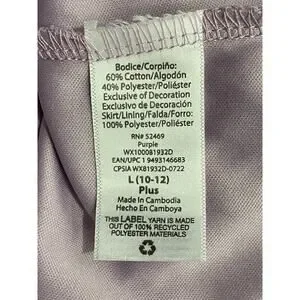 Bodice/Corpiño:
60% Cotton/Algodón
40% Polyester/Poliéster
Exclusive of Decoration
Exclusivo de Decoración
Skirt/Lining/Falda/Forro:
100% Polyester/Poliéster
RN# 52469
Purple
WX100081932D
EAN/UPC 1 9493146683
CPSIA WX81932D-0722
L (10-12)
Plus
Made In Cambodia
Hecho En Camboya
THIS LABEL YARN IS MADE
OUT OF 100% RECYCLED
POLYESTER MATERIALS